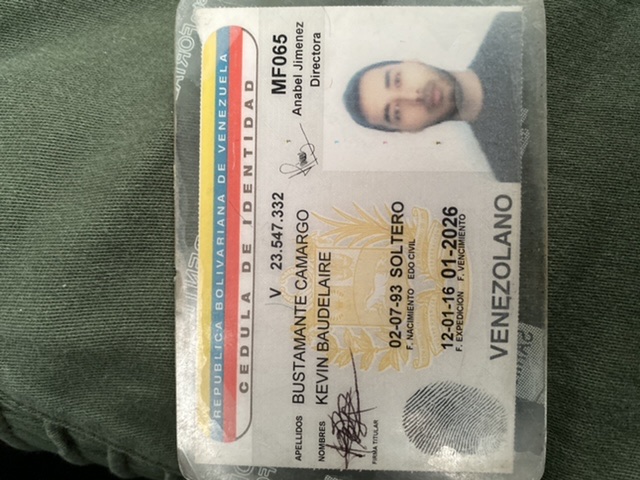 REPUBLICA BOLIVARIANA DE VENEZUELA
CEDULA DE IDENTIDAD
V 23.547.332
MF065
Anabel Jimenez
Directora
APELLIDOS BUSTAMANTE CAMARGO
NOMBRES KEVIN BAUDELAIRE
FIRMA TITULAR
02-07-93 SOLTERO
F. NACIMIENTO EDO CIVIL
12-01-16 01-2026
F. EXPEDICION F. VENCIMIENTO
VENEZOLANO